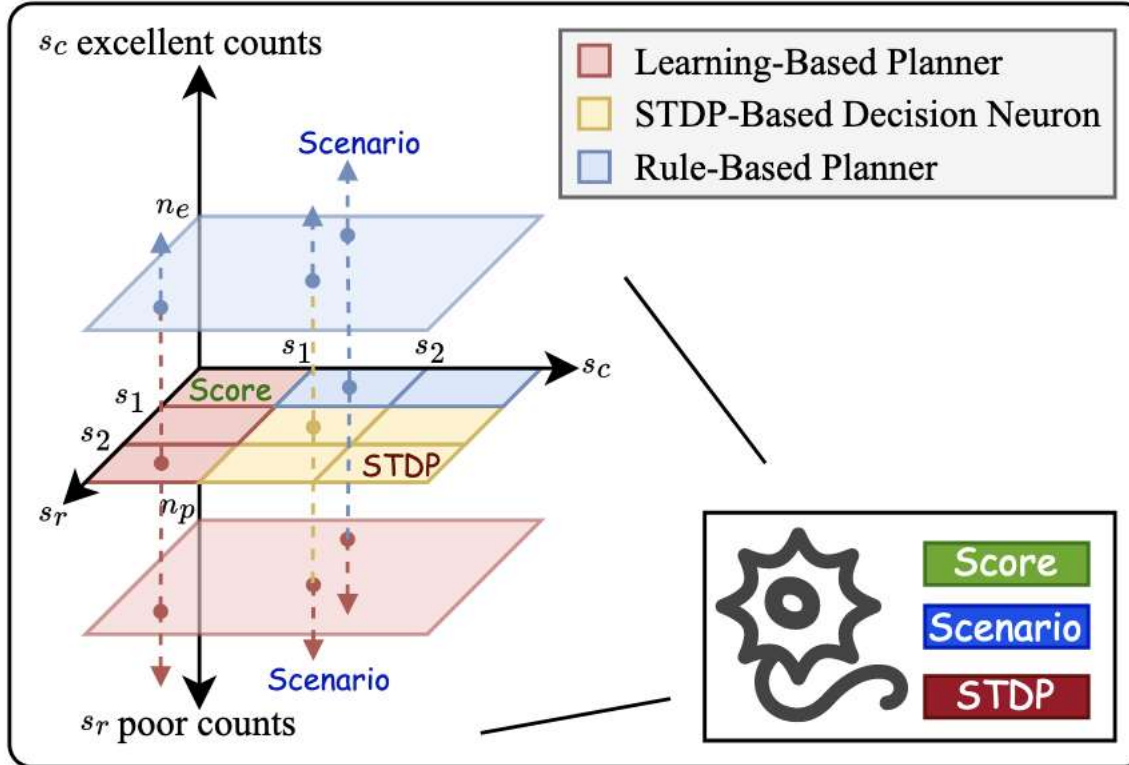 s_c excellent counts
Learning-Based Planner
STDP-Based Decision Neuron
Rule-Based Planner
Scenario
n_e
s_1
s_2
s_c
Score
s_1
s_2
STDP
s_r
n_p
Scenario
s_r poor counts
Score
Scenario
STDP